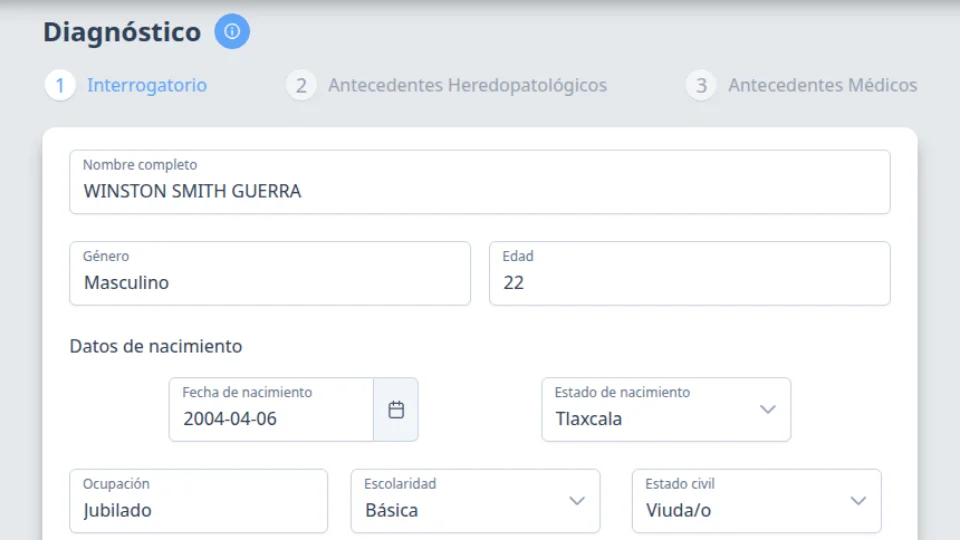 Diagnóstico
1 Interrogatorio 2 Antecedentes Heredopatológicos 3 Antecedentes Médicos
Nombre completo
WINSTON SMITH GUERRA
Género Edad
Masculino 22
Datos de nacimiento
Fecha de nacimiento Estado de nacimiento
2004-04-06 Tlaxcala
Ocupación Escolaridad Estado civil
Jubilado Básica Viuda/o